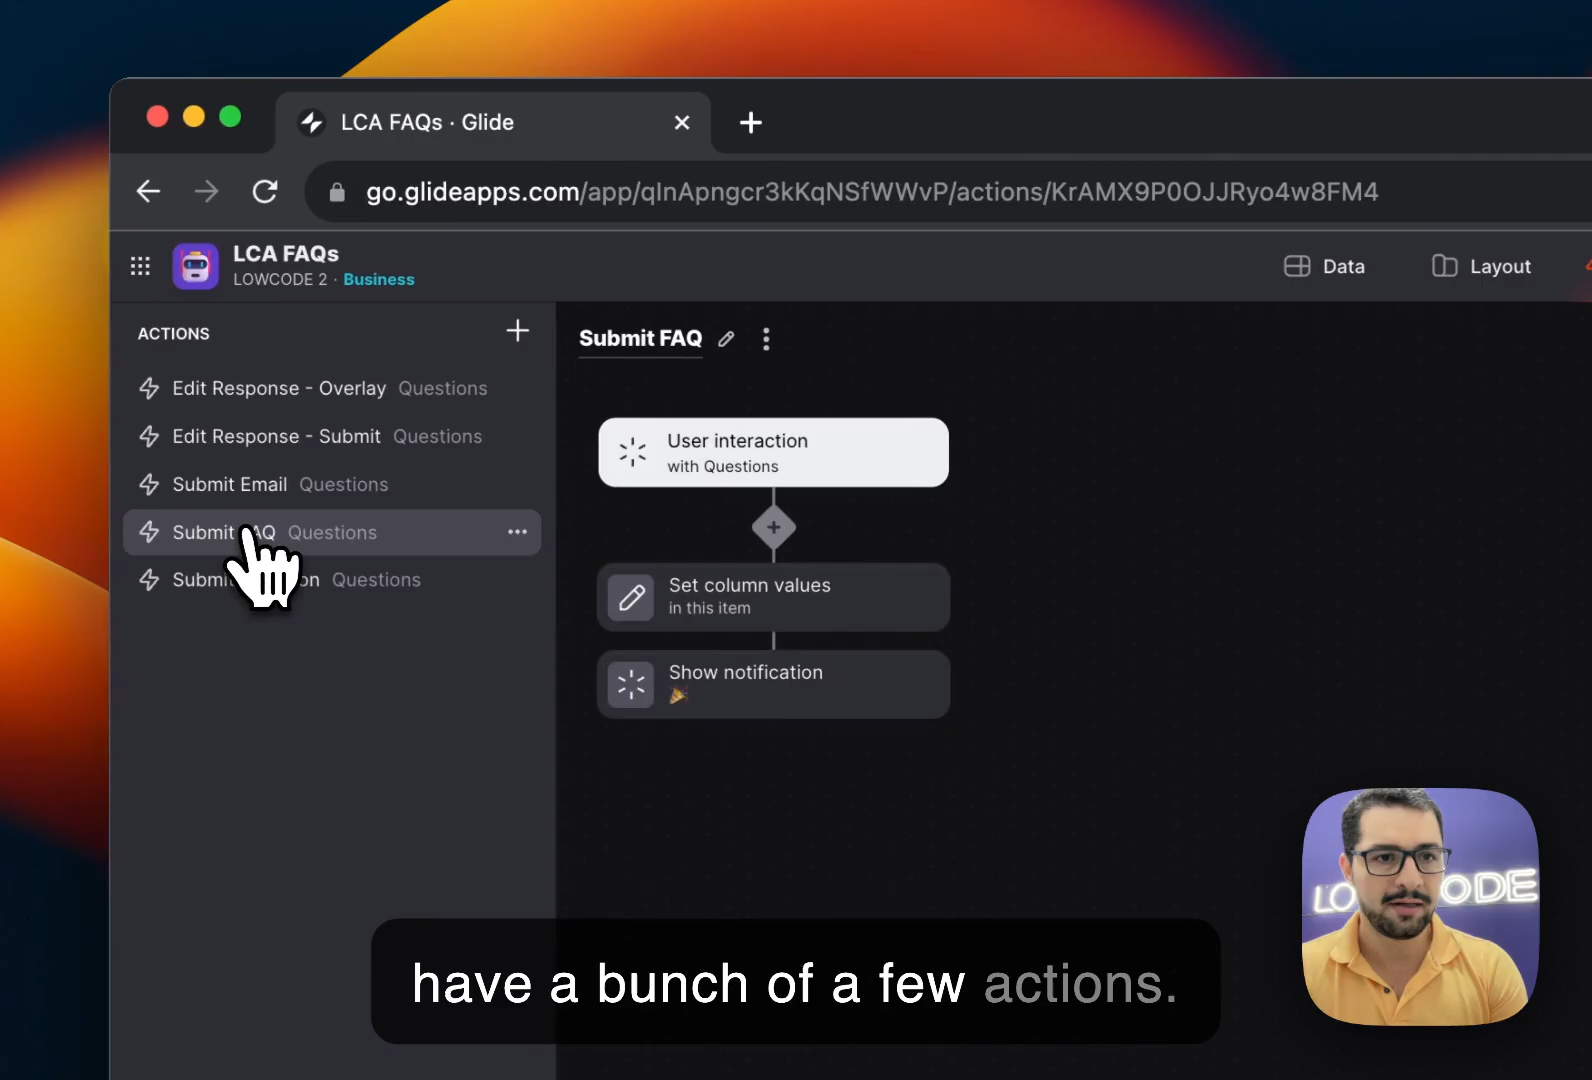 LCA FAQs · Glide
go.glideapps.com/app/qInApngcr3kKqNSfWWvP/actions/KrAMX9P0OJJRyo4w8FM4
LCA FAQs
LOWCODE 2 · Business
Data
Layout
ACTIONS
Edit Response - Overlay Questions
Edit Response - Submit Questions
Submit Email Questions
Submit Questions
Questions
Submit FAQ
User interaction
with Questions
Set column values
in this item
Show notification
🎉
have a bunch of a few actions.